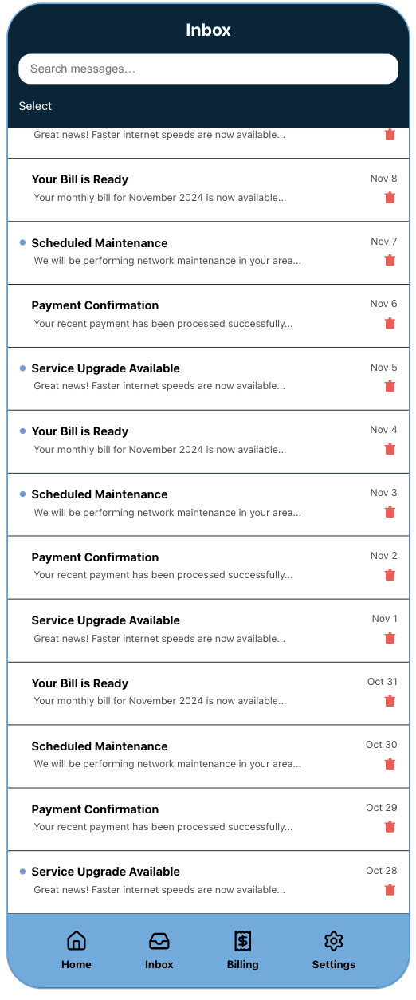 Inbox
Search messages...
Select
Great news! Faster internet speeds are now available...
Your Bill is Ready
Nov 8
Your monthly bill for November 2024 is now available...
Scheduled Maintenance
Nov 7
We will be performing network maintenance in your area...
Payment Confirmation
Nov 6
Your recent payment has been processed successfully...
Service Upgrade Available
Nov 5
Great news! Faster internet speeds are now available...
Your Bill is Ready
Nov 4
Your monthly bill for November 2024 is now available...
Scheduled Maintenance
Nov 3
We will be performing network maintenance in your area...
Payment Confirmation
Nov 2
Your recent payment has been processed successfully...
Service Upgrade Available
Nov 1
Great news! Faster internet speeds are now available...
Your Bill is Ready
Oct 31
Your monthly bill for November 2024 is now available...
Scheduled Maintenance
Oct 30
We will be performing network maintenance in your area...
Payment Confirmation
Oct 29
Your recent payment has been processed successfully...
Service Upgrade Available
Oct 28
Great news! Faster internet speeds are now available...
Home
Inbox
Billing
Settings